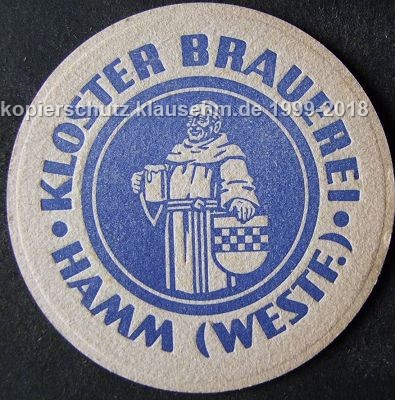 KLOSTER BRAUEREI
kopierschutz.klausehm.de 1999-2018
• HAMM (WESTF.) •